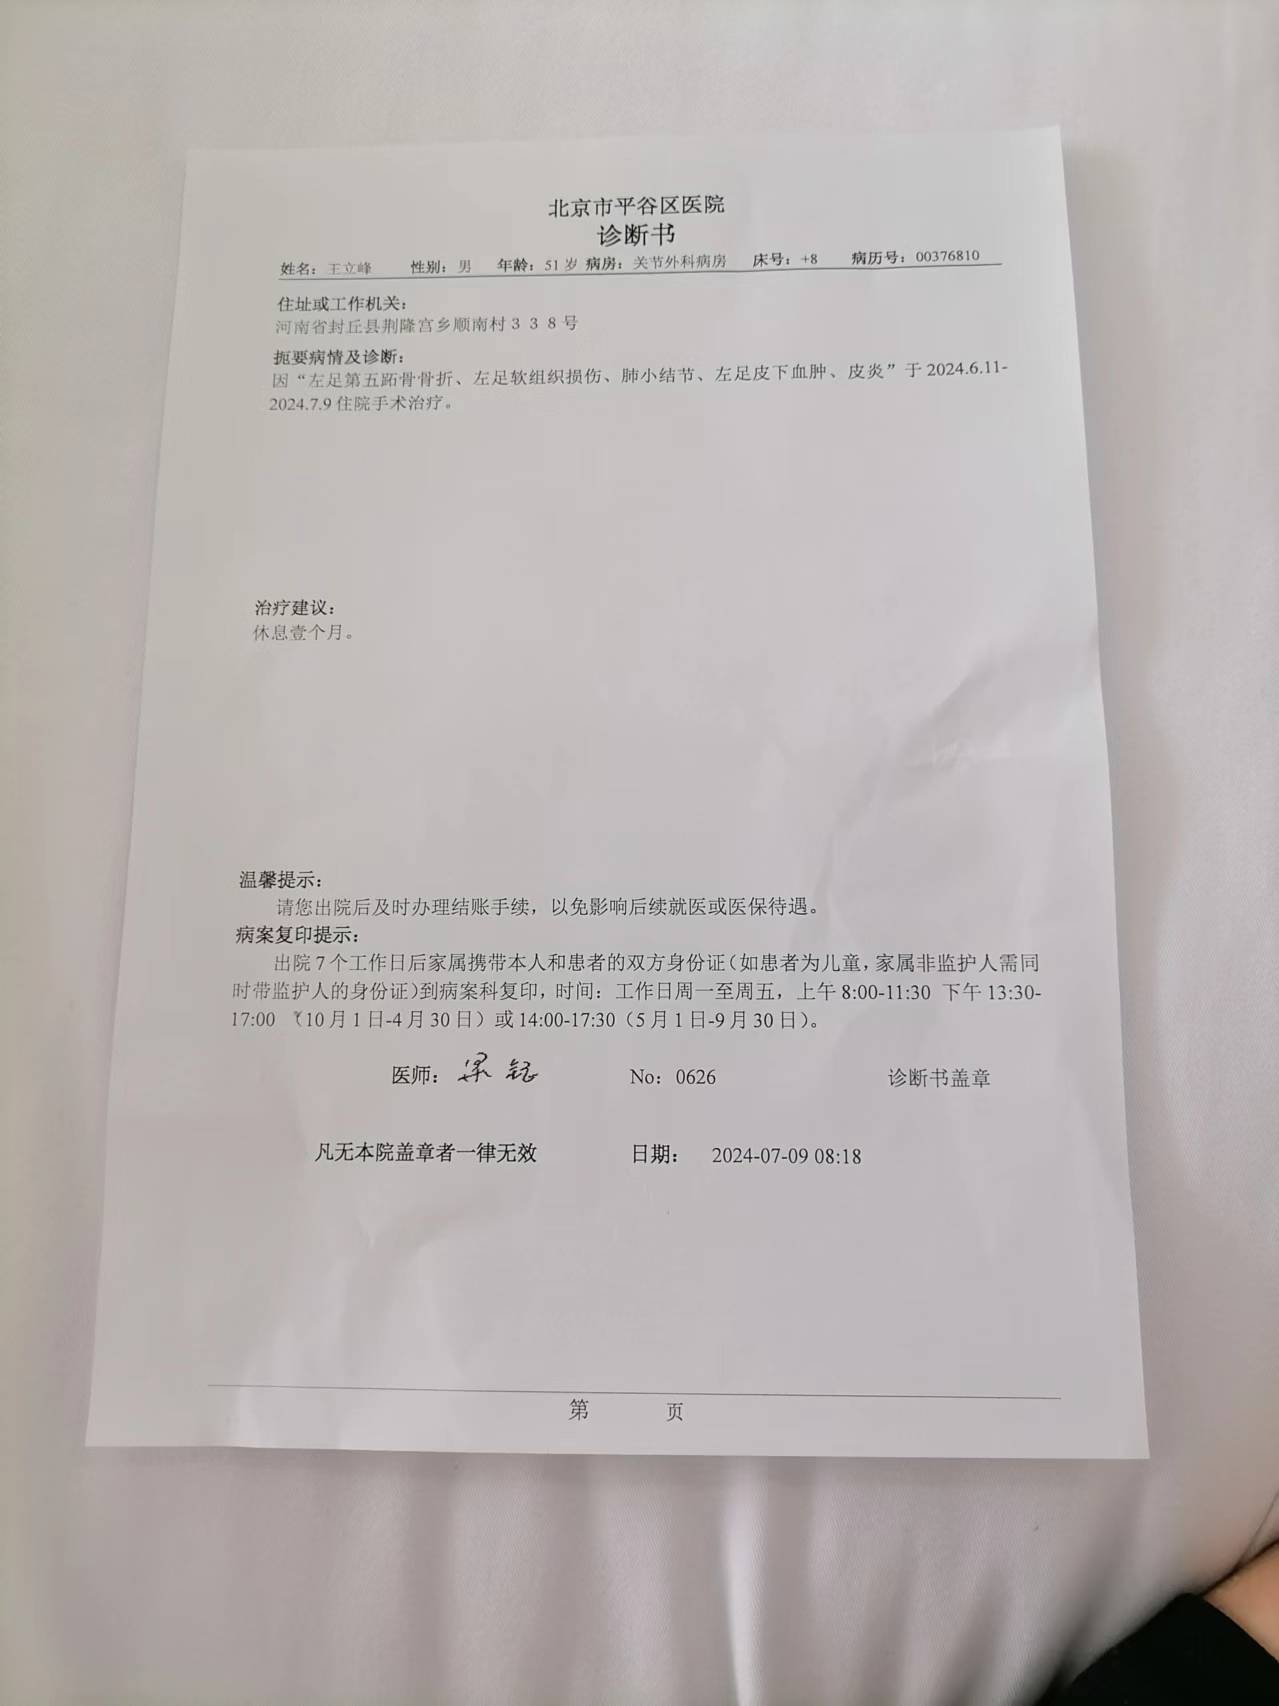 北京市平谷区医院
诊断书
姓名：王立峰 性别：男 年龄：51岁 病房：关节外科病房 床号：+8 病历号：00376810
住址或工作机关：
河南省封丘县荆隆宫乡顺南村３３８号
扼要病情及诊断：
因“左足第五跖骨骨折、左足软组织损伤、肺小结节、左足皮下血肿、皮炎”于2024.6.11-
2024.7.9住院手术治疗。
治疗建议：
休息壹个月。
温馨提示：
请您出院后及时办理结账手续，以免影响后续就医或医保待遇。
病案复印提示：
出院7个工作日后家属携带本人和患者的双方身份证（如患者为儿童，家属非监护人需同
时带监护人的身份证）到病案科复印，时间：工作日周一至周五，上午8:00-11:30 下午13:30-
17:00 （10月1日-4月30日）或14:00-17:30（5月1日-9月30日）。
医师： No：0626 诊断书盖章
凡无本院盖章者一律无效 日期： 2024-07-09 08:18
第 页